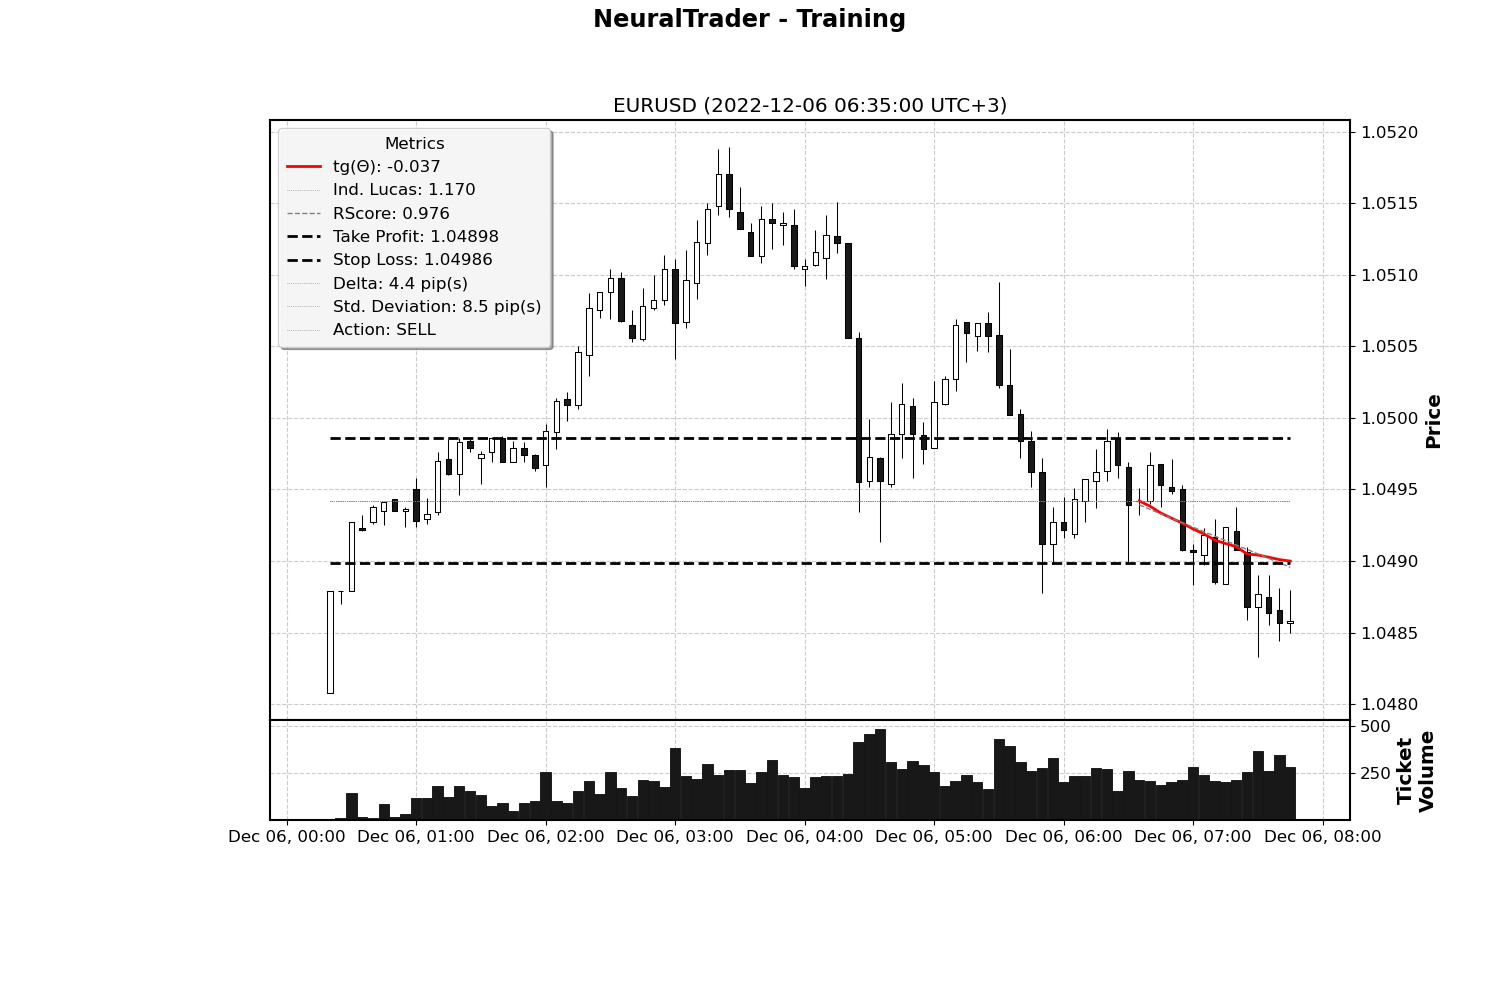 NeuralTrader - Training
EURUSD (2022-12-06 06:35:00 UTC+3)
Metrics
tg(Θ): -0.037
Ind. Lucas: 1.170
RScore: 0.976
Take Profit: 1.04898
Stop Loss: 1.04986
Delta: 4.4 pip(s)
Std. Deviation: 8.5 pip(s)
Action: SELL
1.0520
1.0515
1.0510
1.0505
1.0500
1.0495
1.0490
1.0485
1.0480
Price
500
250
Ticket
Volume
Dec 06, 00:00
Dec 06, 01:00
Dec 06, 02:00
Dec 06, 03:00
Dec 06, 04:00
Dec 06, 05:00
Dec 06, 06:00
Dec 06, 07:00
Dec 06, 08:00